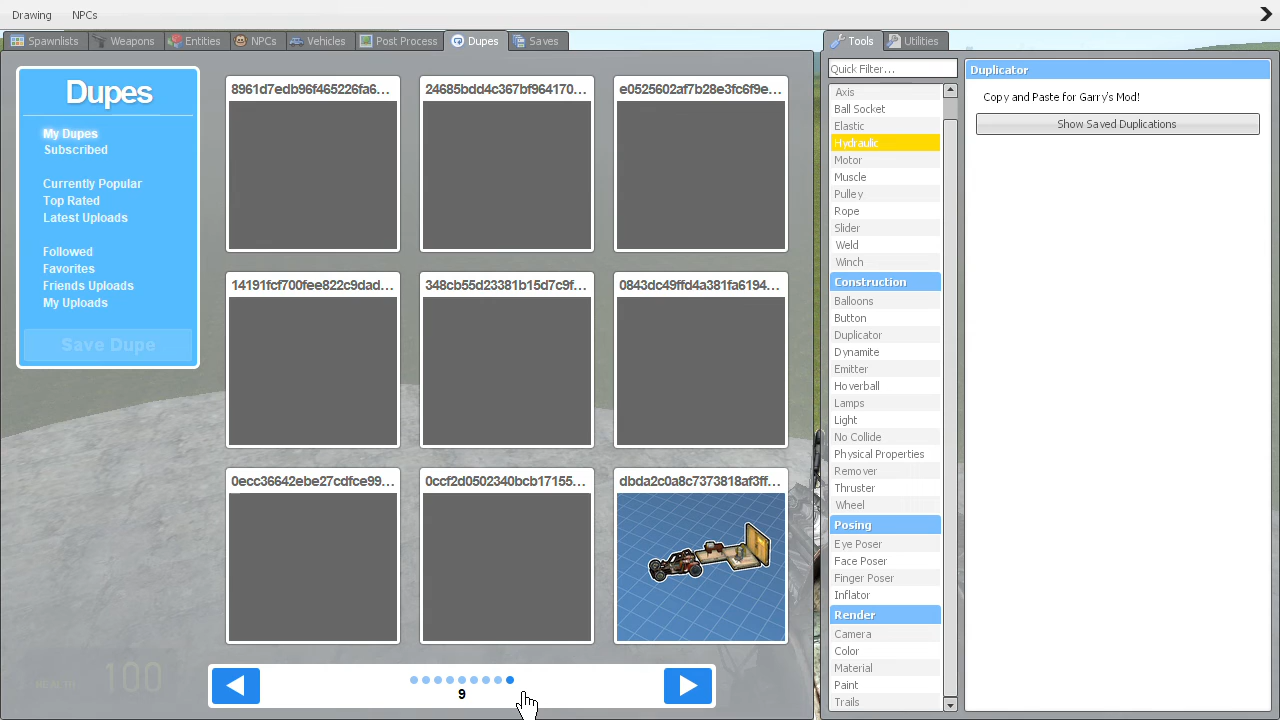 Drawing NPCs
Spawnlists Weapons Entities NPCs Vehicles Post Process Dupes Saves
Tools Utilities
Dupes
My Dupes
Subscribed
Currently Popular
Top Rated
Latest Uploads
Followed
Favorites
Friends Uploads
My Uploads
Save Dupe
8961d7edb96f465226fa6... 24685bdd4c367bf964170... e0525602af7b28e3fc6f9e...
14191fcf700fee822c9dad... 348cb55d23381b15d7c9f... 0843dc49ffd4a381fa6194...
0ecc36642ebe27cdfce99... 0ccf2d0502340bcb17155... dbda2c0a8c7373818af3ff...
9
HEALTH 100
Quick Filter...
Axis
Ball Socket
Elastic
Hydraulic
Motor
Muscle
Pulley
Rope
Slider
Weld
Winch
Construction
Balloons
Button
Duplicator
Dynamite
Emitter
Hoverball
Lamps
Light
No Collide
Physical Properties
Remover
Thruster
Wheel
Posing
Eye Poser
Face Poser
Finger Poser
Inflator
Render
Camera
Color
Material
Paint
Trails
Duplicator
Copy and Paste for Garry's Mod!
Show Saved Duplications